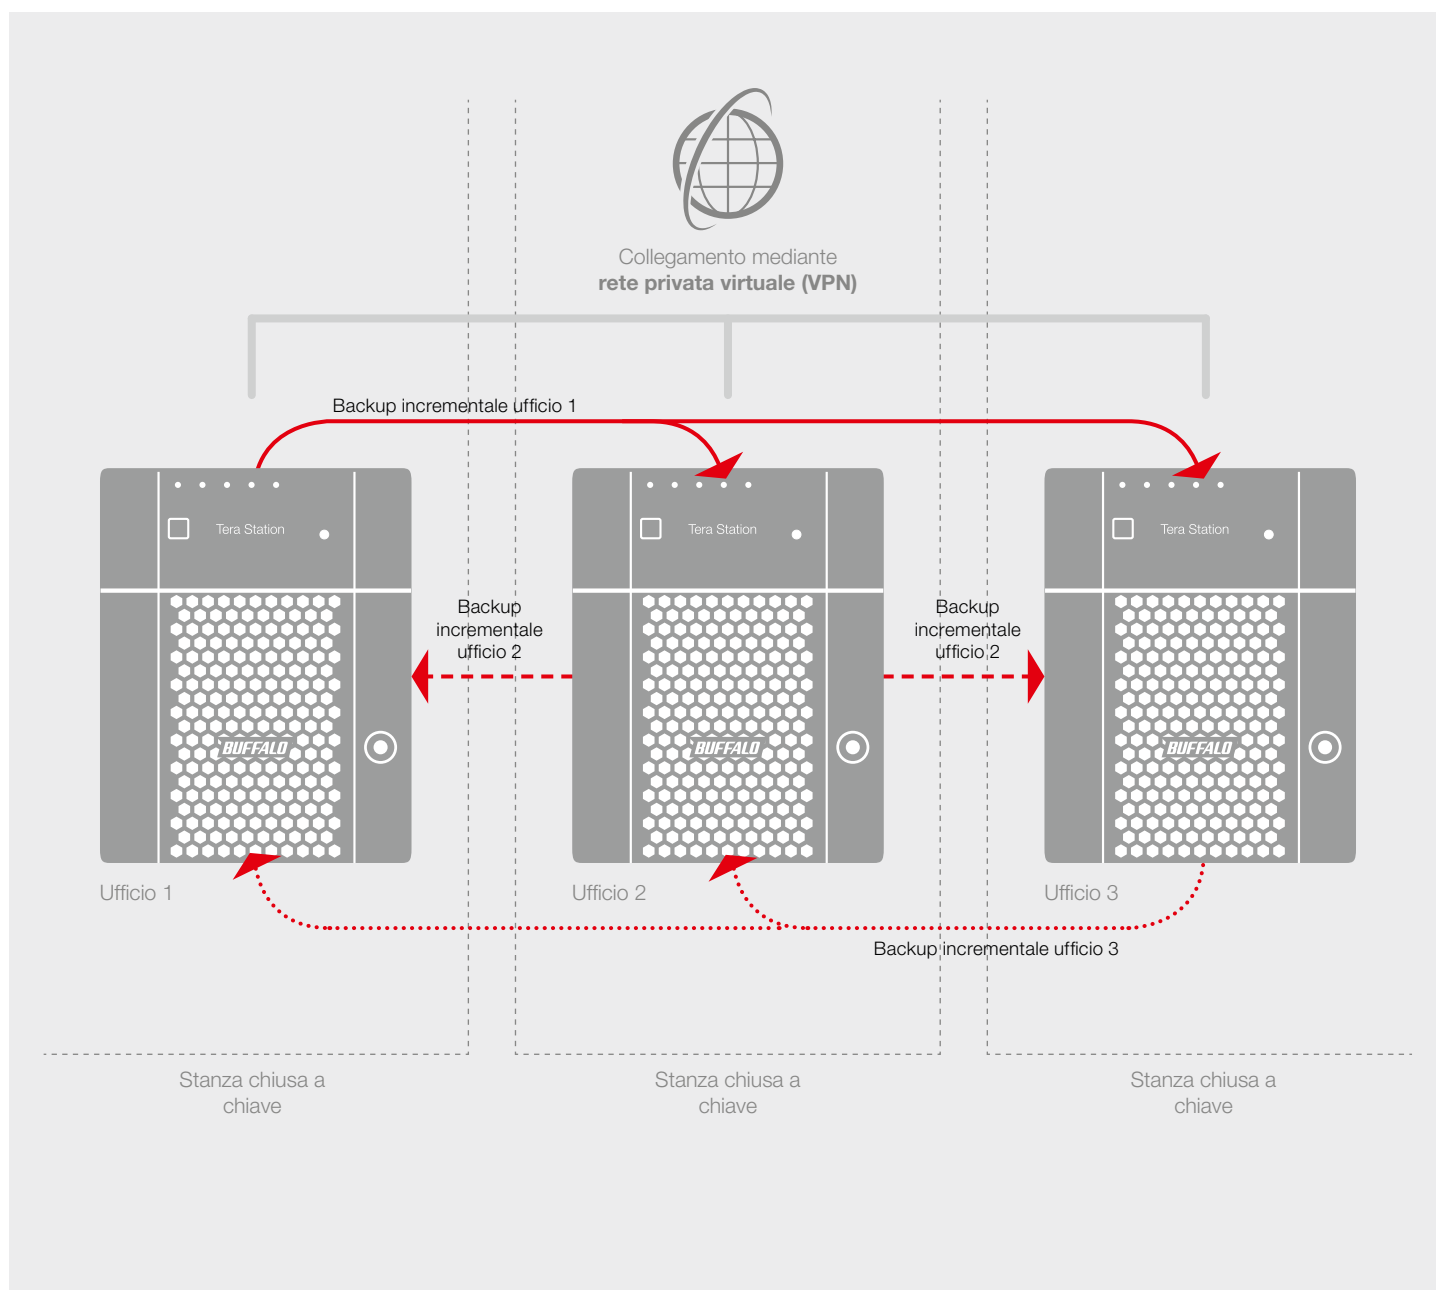 Collegamento mediante
rete privata virtuale (VPN)
Backup incrementale ufficio 1
Tera Station
Tera Station
Tera Station
Backup
incrementale
ufficio 2
Backup
incrementale
ufficio 2
BUFFALO
BUFFALO
BUFFALO
Ufficio 1
Ufficio 2
Ufficio 3
Backup incrementale ufficio 3
Stanza chiusa a
chiave
Stanza chiusa a
chiave
Stanza chiusa a
chiave